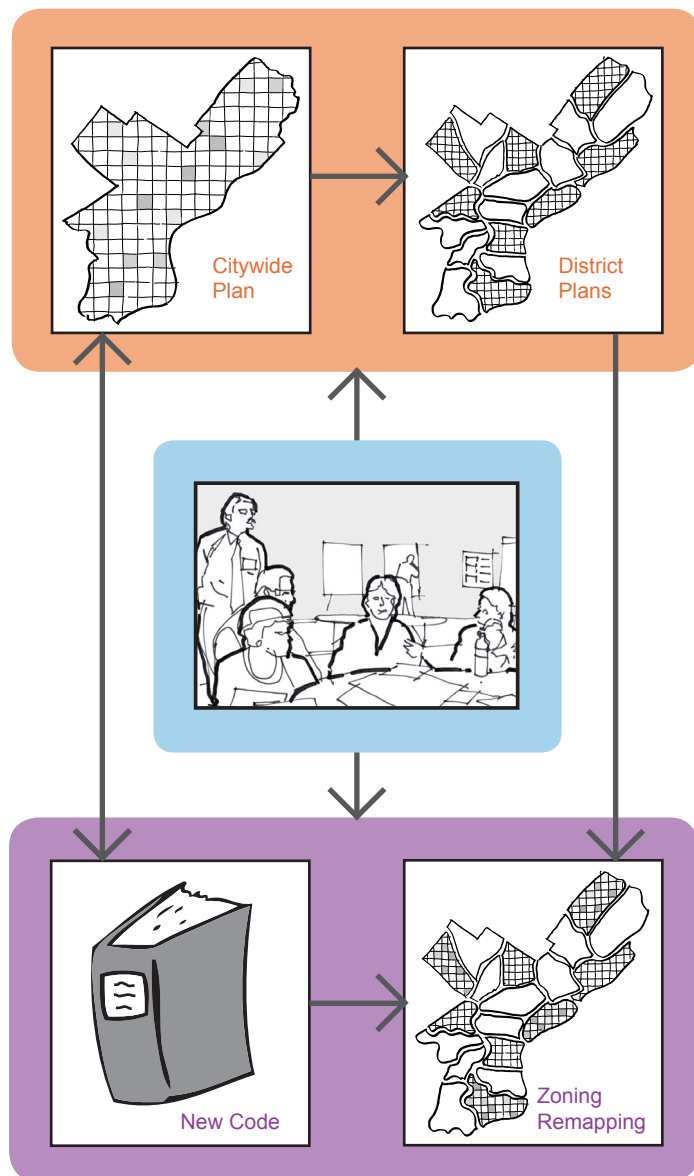 Citywide
Plan
District
Plans
New Code
Zoning
Remapping